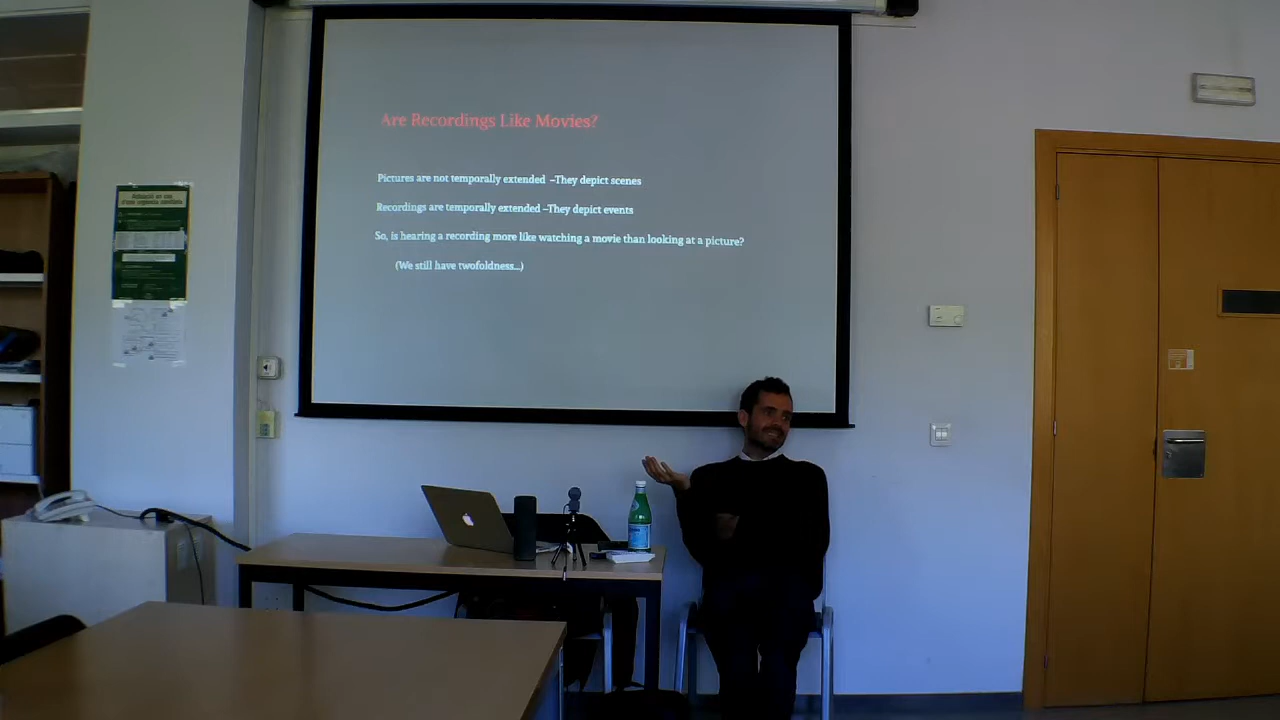 Are Recordings Like Movies?
Pictures are not temporally extended –They depict scenes
Recordings are temporally extended –They depict events
So, is hearing a recording more like watching a movie than looking at a picture?
(We still have twofoldness...)